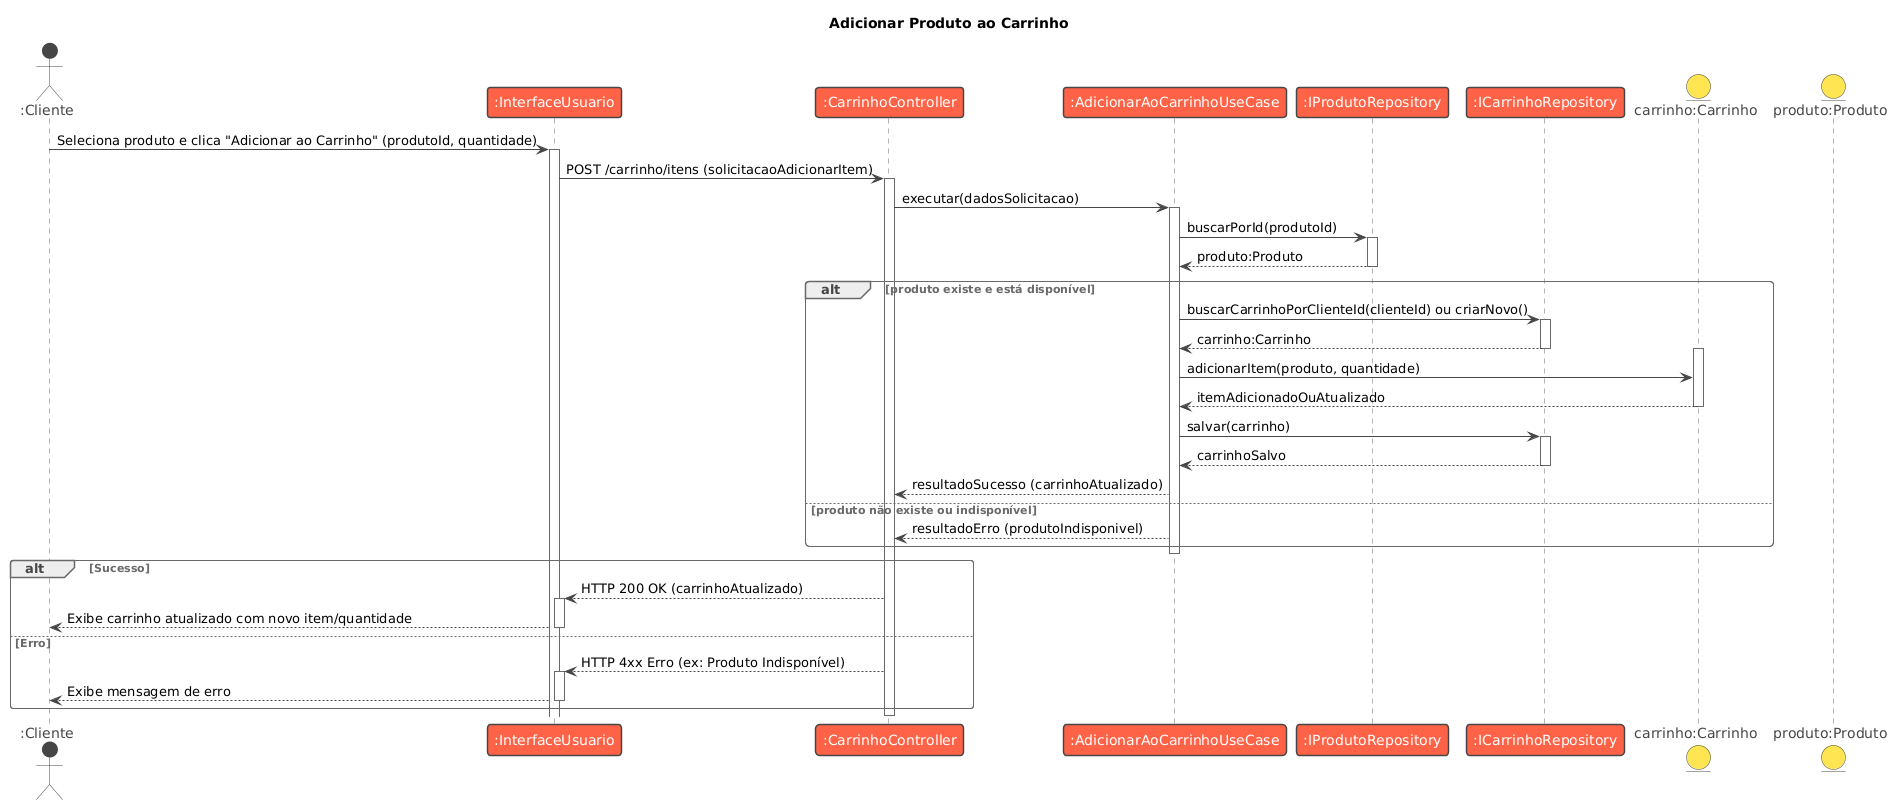 Adicionar Produto ao Carrinho
:Cliente
:InterfaceUsuario
:CarrinhoController
:AdicionarAoCarrinhoUseCase
:IProdutoRepository
:ICarrinhoRepository
carrinho:Carrinho
produto:Produto
Seleciona produto e clica "Adicionar ao Carrinho" (produtoId, quantidade)
POST /carrinho/itens (solicitacaoAdicionarItem)
executar(dadosSolicitacao)
buscarPorId(produtoId)
produto:Produto
alt
[produto existe e está disponível]
buscarCarrinhoPorClienteId(clienteId) ou criarNovo()
carrinho:Carrinho
adicionarItem(produto, quantidade)
itemAdicionadoOuAtualizado
salvar(carrinho)
carrinhoSalvo
resultadoSucesso (carrinhoAtualizado)
[produto não existe ou indisponível]
resultadoErro (produtoIndisponivel)
alt
[Sucesso]
HTTP 200 OK (carrinhoAtualizado)
Exibe carrinho atualizado com novo item/quantidade
[Erro]
HTTP 4xx Erro (ex: Produto Indisponível)
Exibe mensagem de erro
:Cliente
:InterfaceUsuario
:CarrinhoController
:AdicionarAoCarrinhoUseCase
:IProdutoRepository
:ICarrinhoRepository
carrinho:Carrinho
produto:Produto